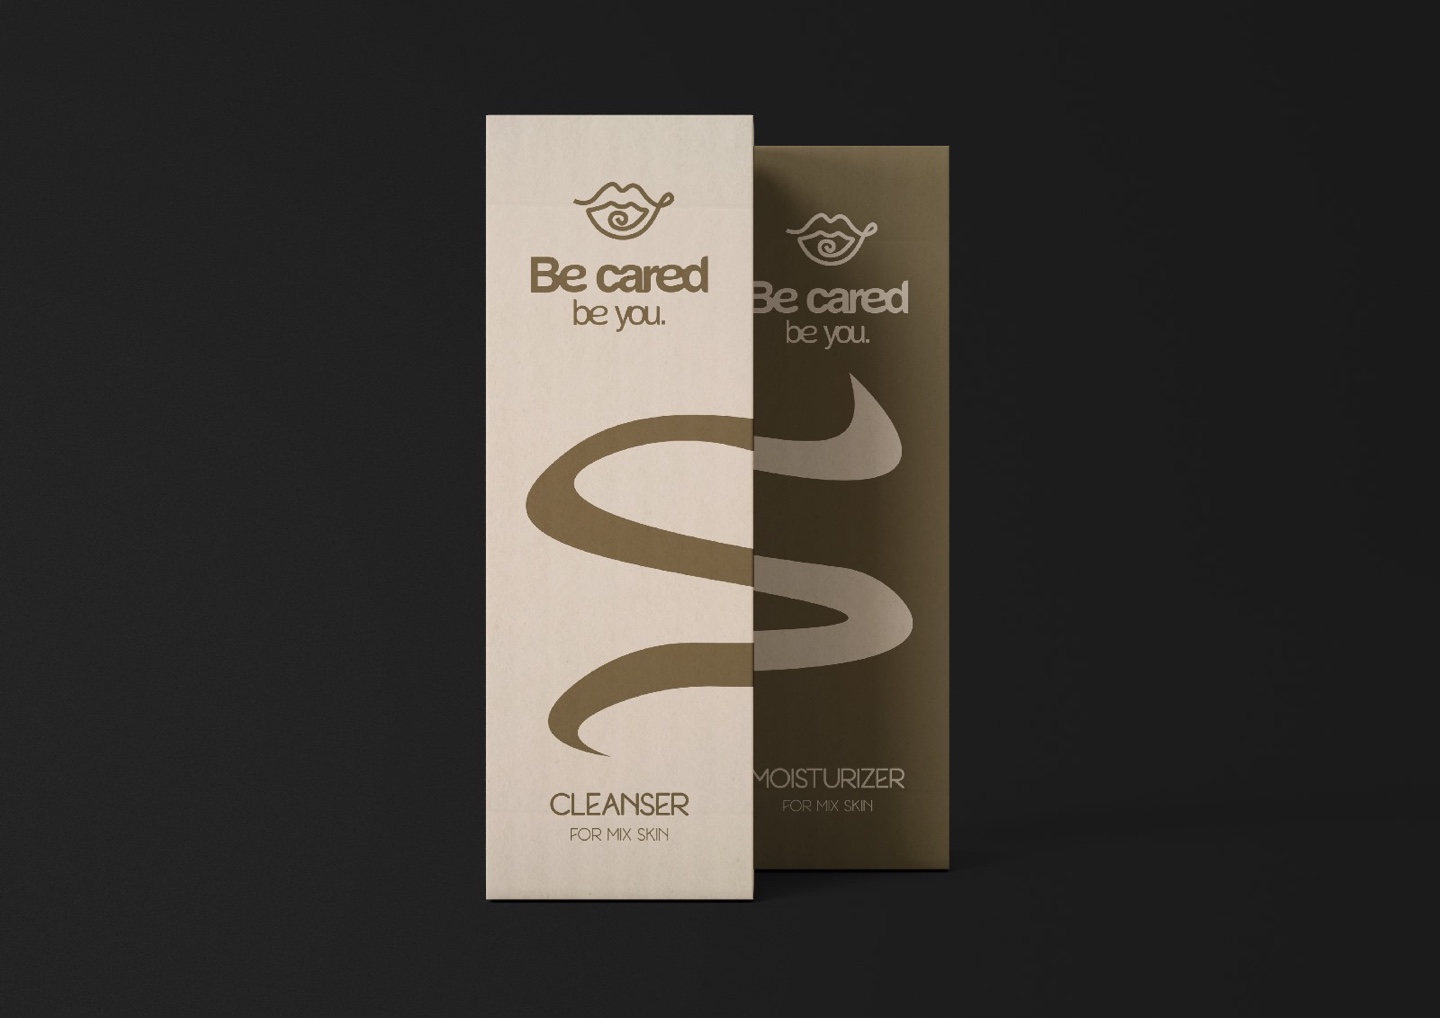 Be cared
be you.
CLEANSER
FOR MIX SKIN
Be cared
be you.
MOISTURIZER
FOR MIX SKIN